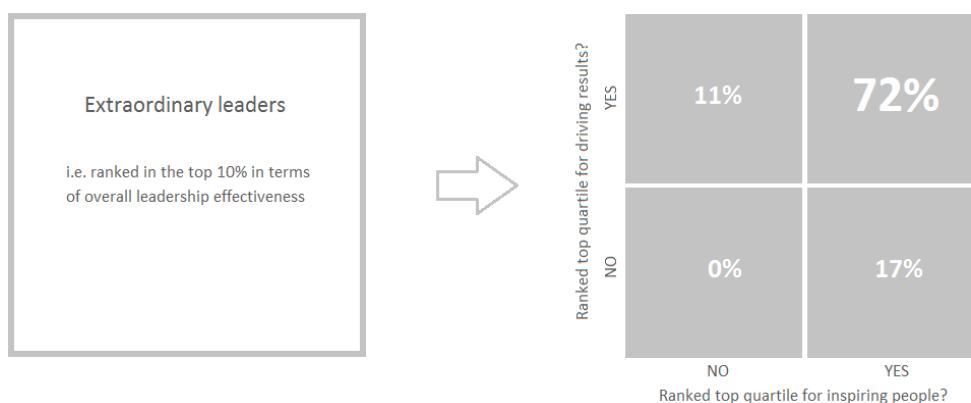 Extraordinary leaders
i.e. ranked in the top 10% in terms
of overall leadership effectiveness
Ranked top quartile for driving results?
YES
11%
72%
NO
0%
17%
NO
YES
Ranked top quartile for inspiring people?